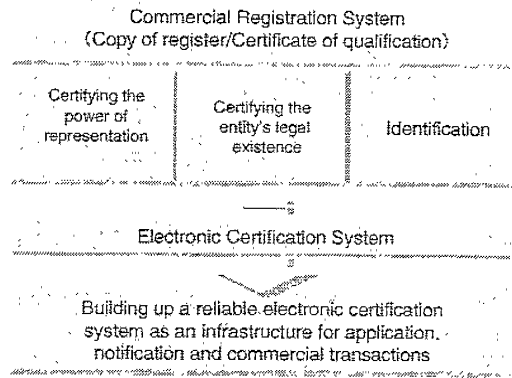 Commercial Registration System
(Copy of register/Certificate of qualification)
Certifying the
power of
representation
Certifying the
entity's legal
existence
Identification
Electronic Certification System
Building up a reliable electronic certification
system as an infrastructure for application,
notification and commercial transactions